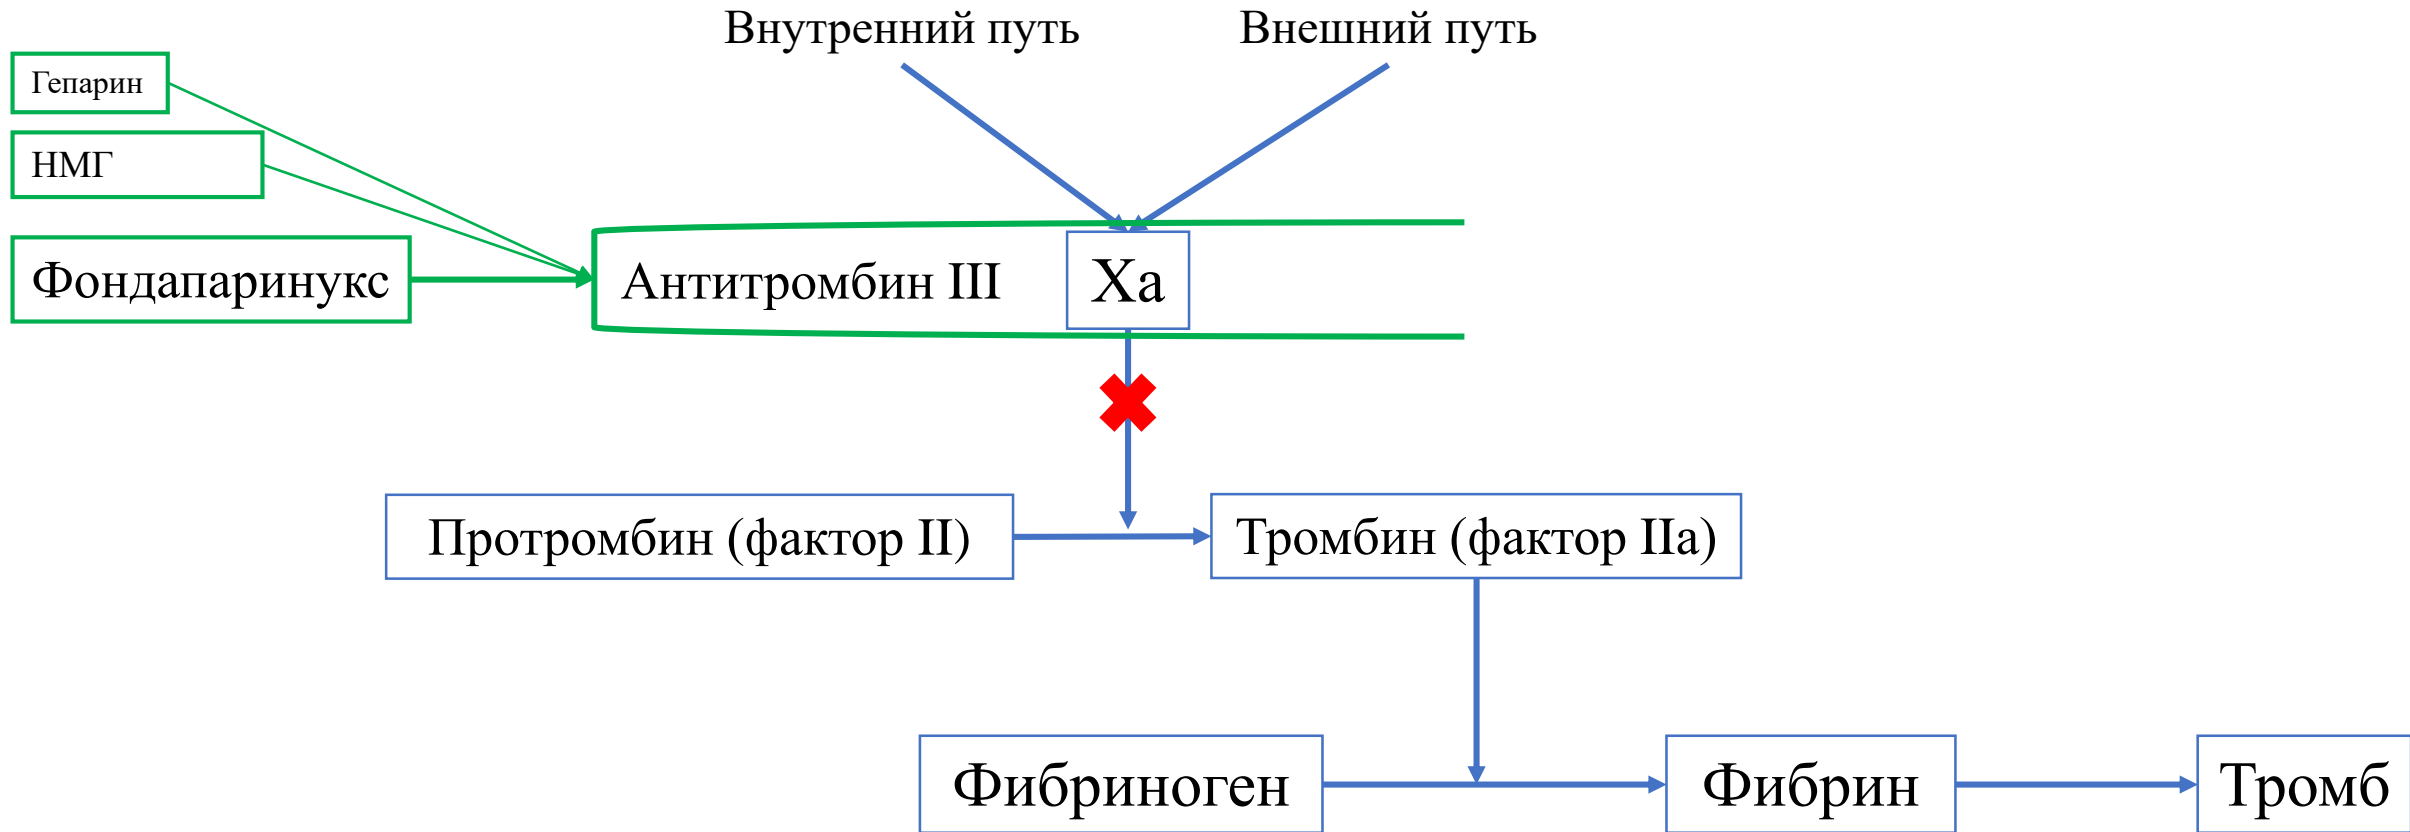 Внутренний путь
Внешний путь
Гепарин
НМГ
Фондапаринукс
Антитромбин III
Xa
Протромбин (фактор II)
Тромбин (фактор IIa)
Фибриноген
Фибрин
Тромб